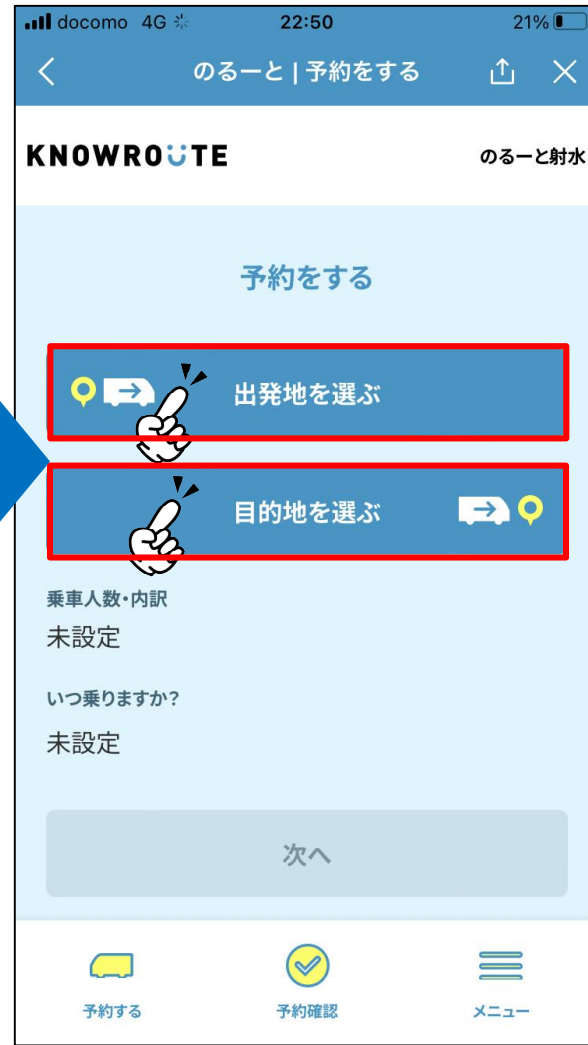 docomo 4G 22:50 21%
のるーと | 予約をする
KNOWROUTE
のるーと射水
予約をする
出発地を選ぶ
目的地を選ぶ
乗車人数・内訳
未設定
いつ乗りますか?
未設定
次へ
予約する 予約確認 メニュー